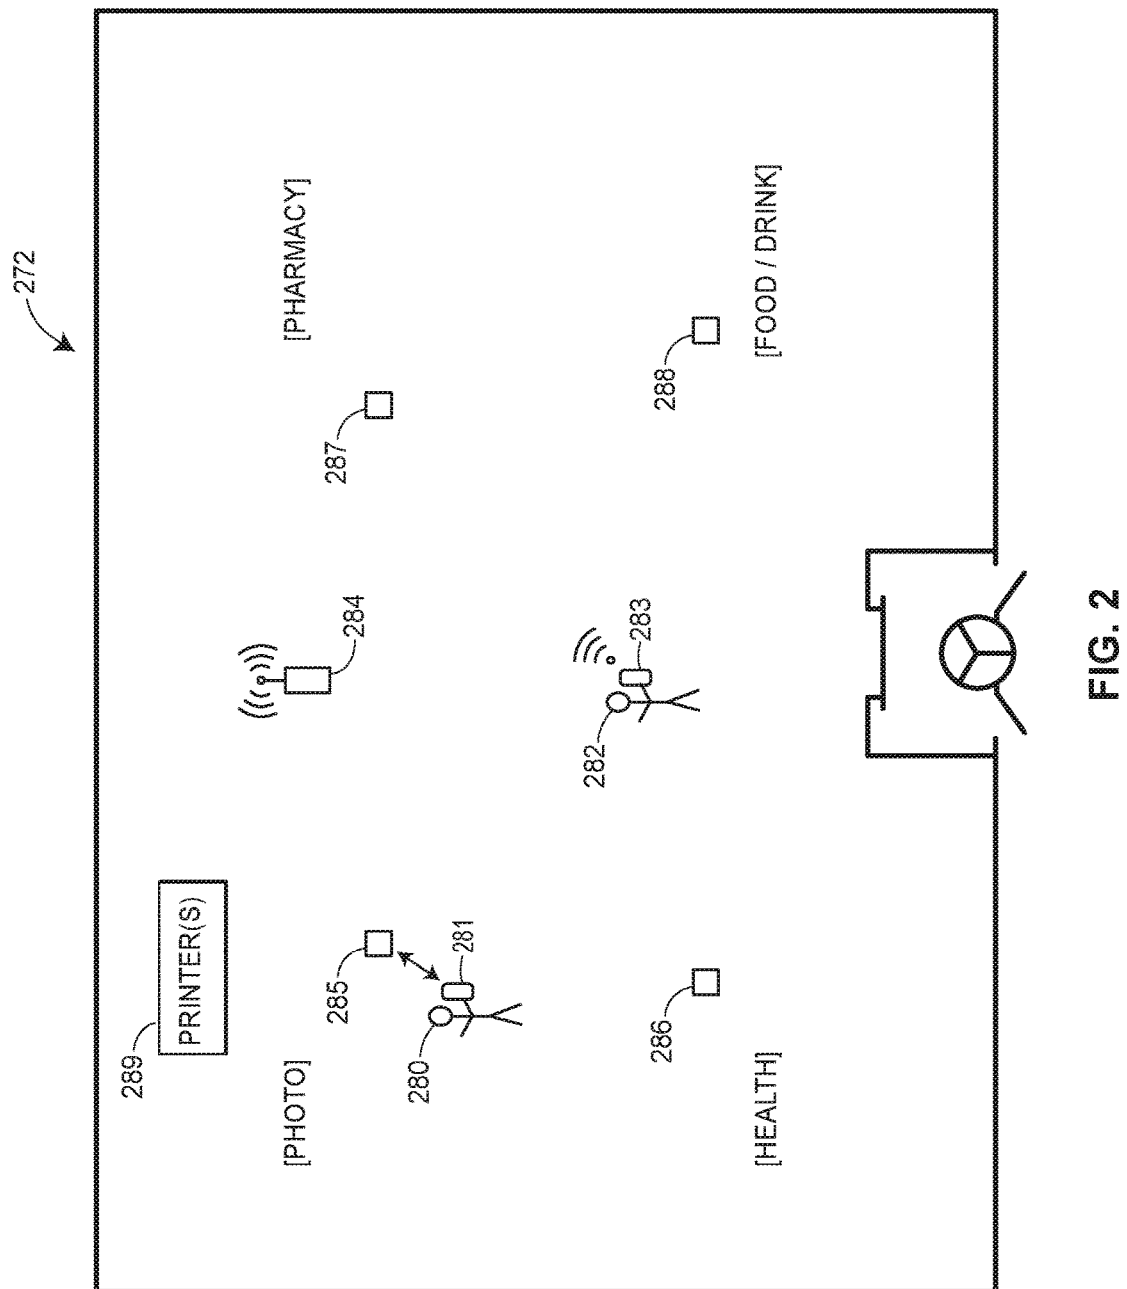 272
289
PRINTER(S)
[PHOTO]
[PHARMACY]
285
281
280
284
287
282
283
286
288
[HEALTH]
[FOOD / DRINK]
FIG. 2